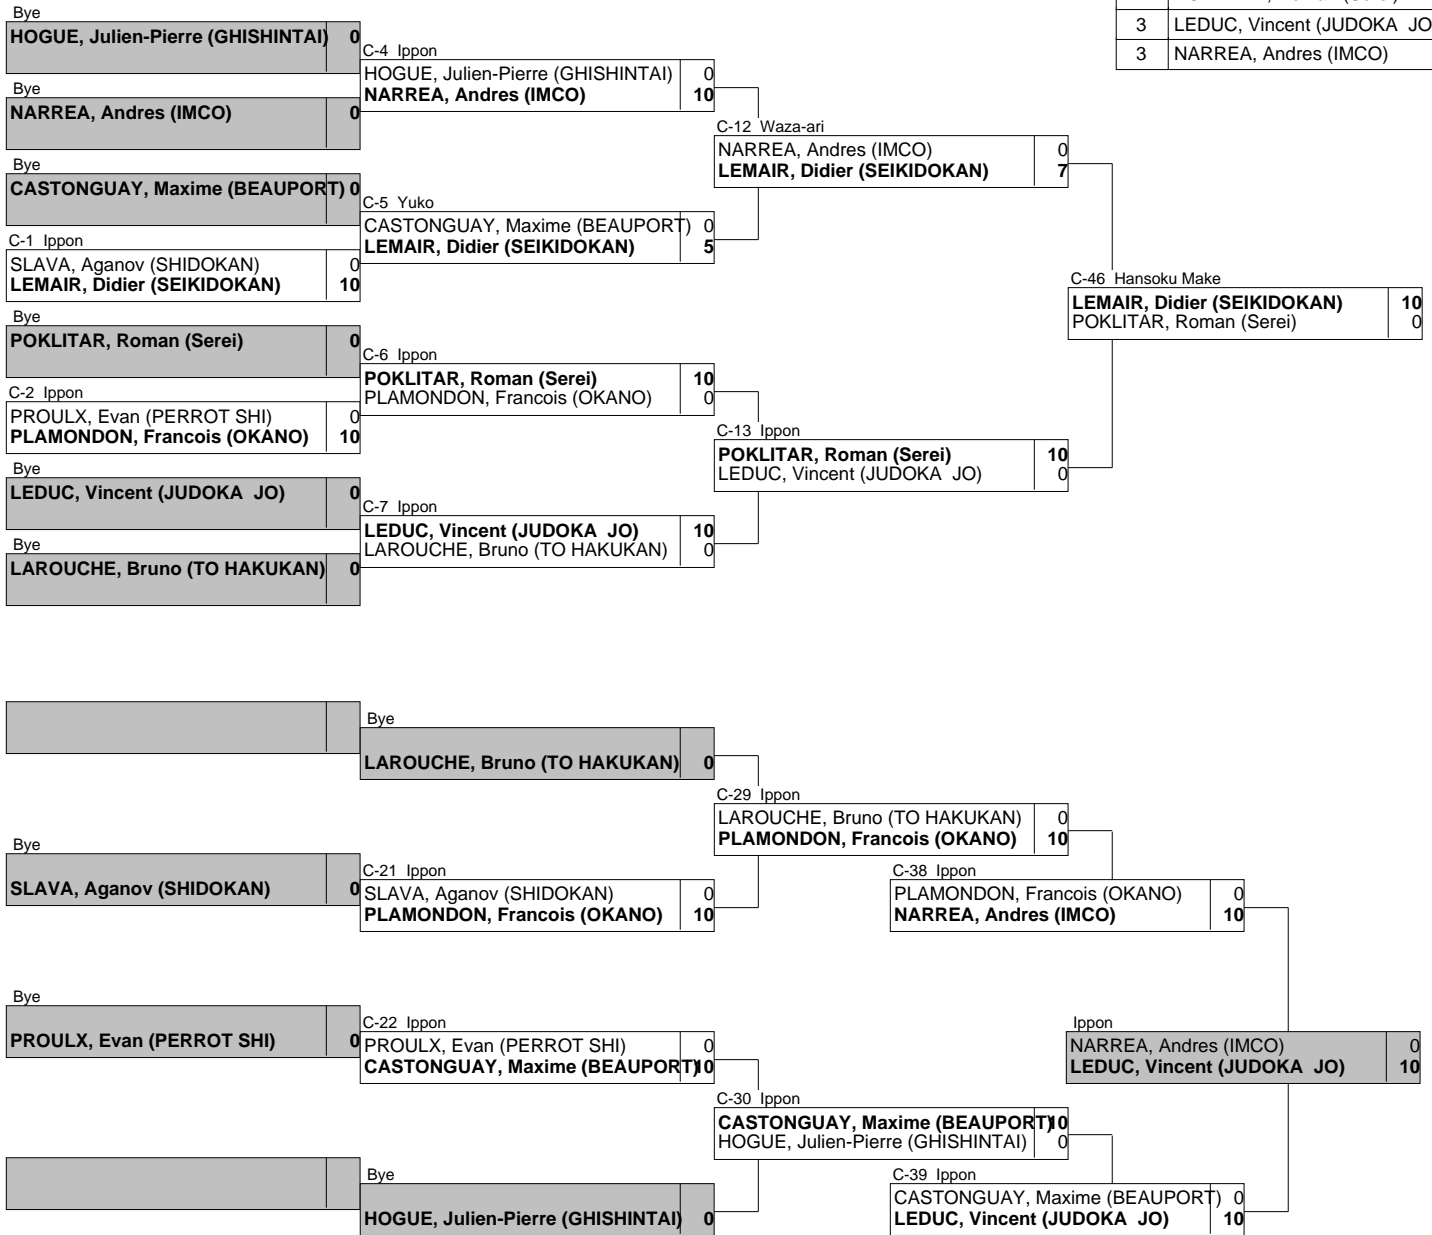 3 LEDUC, Vincent (JUDOKA JO
3 NARREA, Andres (IMCO)
Bye
HOGUE, Julien-Pierre (GHISHINTAI) 0
Bye
NARREA, Andres (IMCO) 0
Bye
CASTONGUAY, Maxime (BEAUPORT) 0
C-1 Ippon
SLAVA, Aganov (SHIDOKAN) 0
LEMAIR, Didier (SEIKIDOKAN) 10
Bye
POKLITAR, Roman (Serei) 0
C-2 Ippon
PROULX, Evan (PERROT SHI) 0
PLAMONDON, Francois (OKANO) 10
Bye
LEDUC, Vincent (JUDOKA JO) 0
Bye
LAROUCHE, Bruno (TO HAKUKAN) 0
C-4 Ippon
HOGUE, Julien-Pierre (GHISHINTAI) 0
NARREA, Andres (IMCO) 10
C-5 Yuko
CASTONGUAY, Maxime (BEAUPORT) 0
LEMAIR, Didier (SEIKIDOKAN) 5
C-6 Ippon
POKLITAR, Roman (Serei) 10
PLAMONDON, Francois (OKANO) 0
C-7 Ippon
LEDUC, Vincent (JUDOKA JO) 10
LAROUCHE, Bruno (TO HAKUKAN) 0
C-12 Waza-ari
NARREA, Andres (IMCO) 0
LEMAIR, Didier (SEIKIDOKAN) 7
C-13 Ippon
POKLITAR, Roman (Serei) 10
LEDUC, Vincent (JUDOKA JO) 0
C-46 Hansoku Make
LEMAIR, Didier (SEIKIDOKAN) 10
POKLITAR, Roman (Serei) 0
Bye
SLAVA, Aganov (SHIDOKAN) 0
Bye
PROULX, Evan (PERROT SHI) 0
Bye
LAROUCHE, Bruno (TO HAKUKAN) 0
C-21 Ippon
SLAVA, Aganov (SHIDOKAN) 0
PLAMONDON, Francois (OKANO) 10
C-22 Ippon
PROULX, Evan (PERROT SHI) 0
CASTONGUAY, Maxime (BEAUPORT) 10
Bye
HOGUE, Julien-Pierre (GHISHINTAI) 0
C-29 Ippon
LAROUCHE, Bruno (TO HAKUKAN) 0
PLAMONDON, Francois (OKANO) 10
C-30 Ippon
CASTONGUAY, Maxime (BEAUPORT) 10
HOGUE, Julien-Pierre (GHISHINTAI) 0
C-38 Ippon
PLAMONDON, Francois (OKANO) 0
NARREA, Andres (IMCO) 10
C-39 Ippon
CASTONGUAY, Maxime (BEAUPORT) 0
LEDUC, Vincent (JUDOKA JO) 10
Ippon
NARREA, Andres (IMCO) 0
LEDUC, Vincent (JUDOKA JO) 10